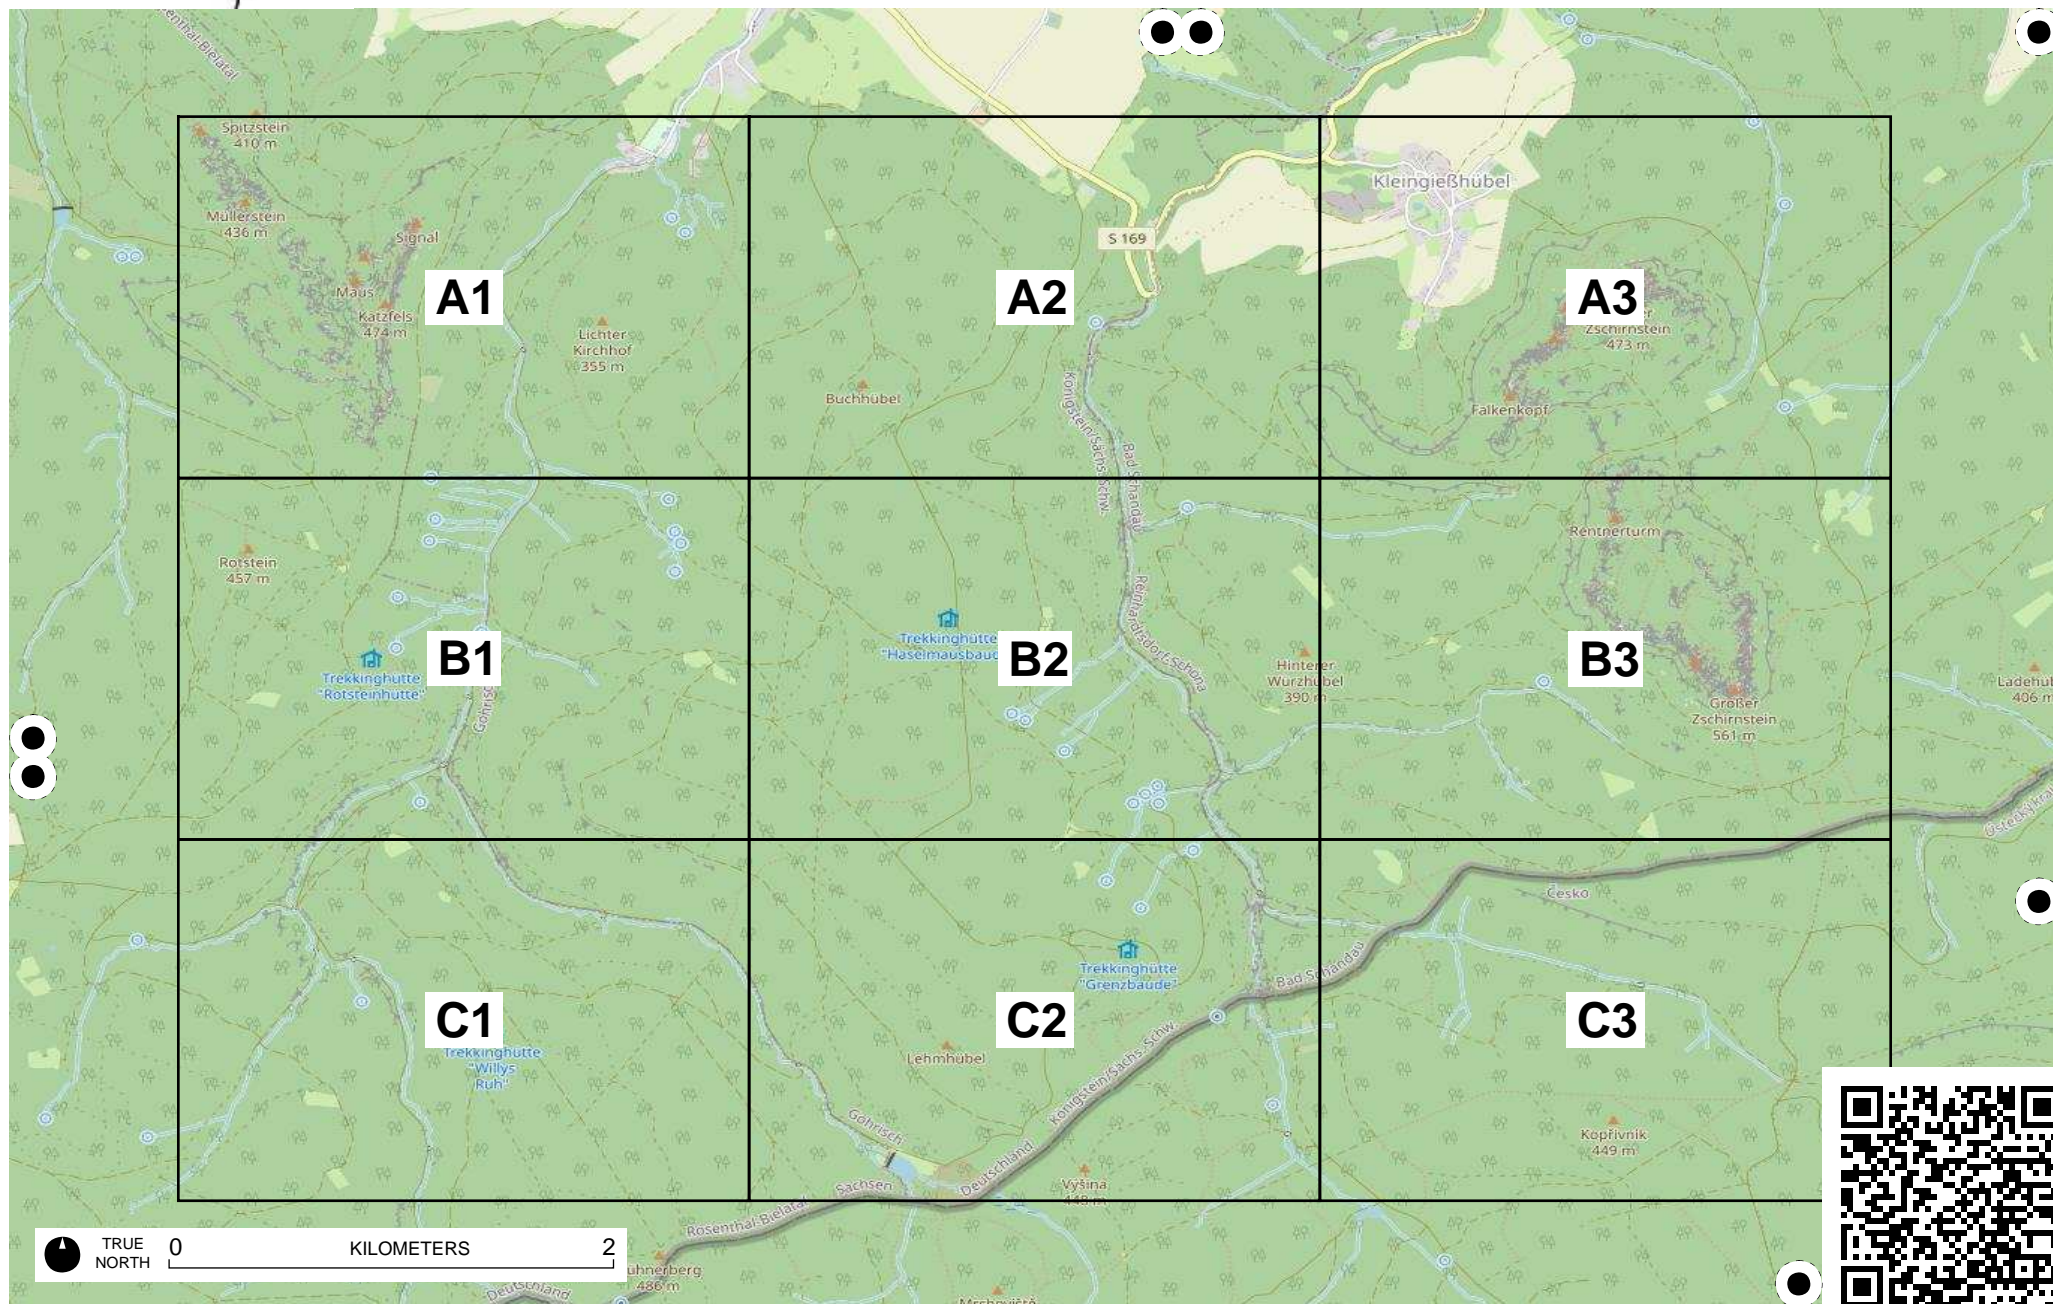 Spitzstein
410 m
Müllerstein
436 m
Signal
Maus
Katzfels
474 m
A1
Lichter
Kirchhof
355 m
S 169
A2
Buchhübel
Königstein/Sächs. Schw.
Bad Schandau
Kleingießhübel
A3
Zschirnstein
473 m
Falkenkopf
Rotstein
457 m
Trekkinghütte
"Rotsteinhütte"
B1
Trekkinghütte
B2
Reinhardtsdorf-Schöna
Hinterer
Wurzhübel
390 m
Rentnerturm
B3
Großer
Zschirnstein
561 m
406 m
C1
Trekkinghütte
"Willys
Ruh"
Trekkinghütte
"Grenzbaude"
C2
Lehmhübel
Gohrisch
Sachsen
Deutschland
Königstein/Sächs. Schw.
Bad Schandau
Výšina
448 m
Česko
C3
Kopřivník
449 m
Rosenthal-Bielatal
486 m
Deutschland
TRUE
NORTH
0
KILOMETERS
2